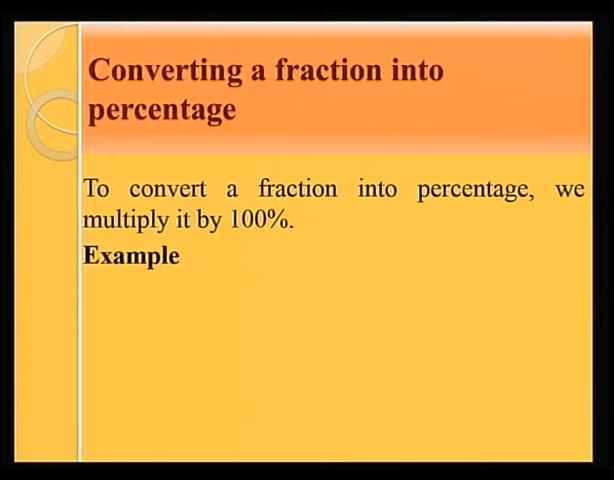 Converting a fraction into
percentage
To convert a fraction into percentage, we
multiply it by 100%.
Example